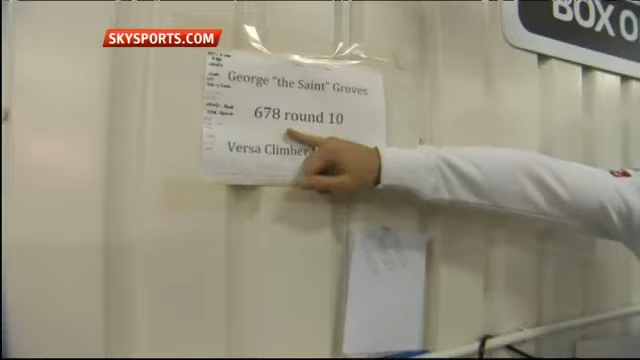 SKYSPORTS.COM
BOX O
George "the Saint" Groves
678 round 10
Versa Climber